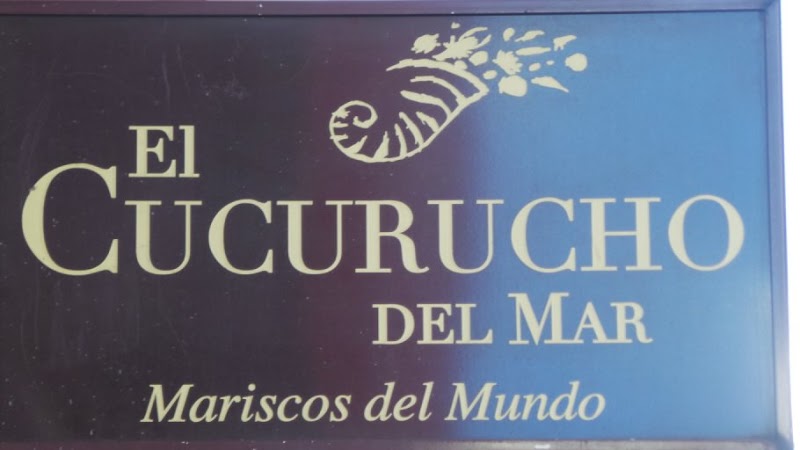 El
Cucurucho
del Mar
Mariscos del Mundo